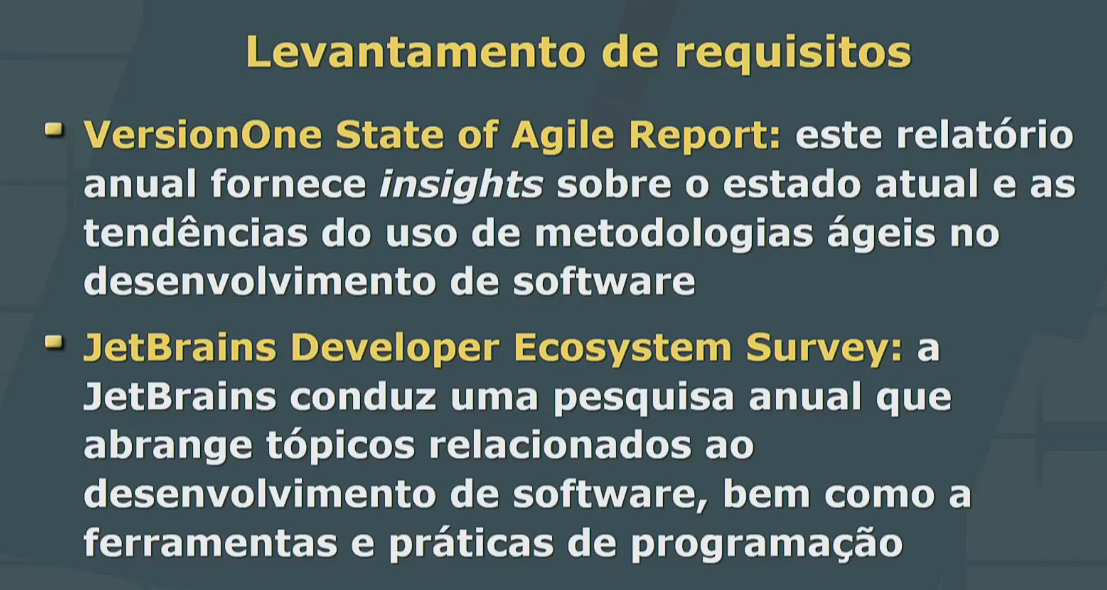 Levantamento de requisitos
VersionOne State of Agile Report: este relatório
anual fornece insights sobre o estado atual e as
tendências do uso de metodologias ágeis no
desenvolvimento de software
JetBrains Developer Ecosystem Survey: a
JetBrains conduz uma pesquisa anual que
abrange tópicos relacionados ao
desenvolvimento de software, bem como a
ferramentas e práticas de programação